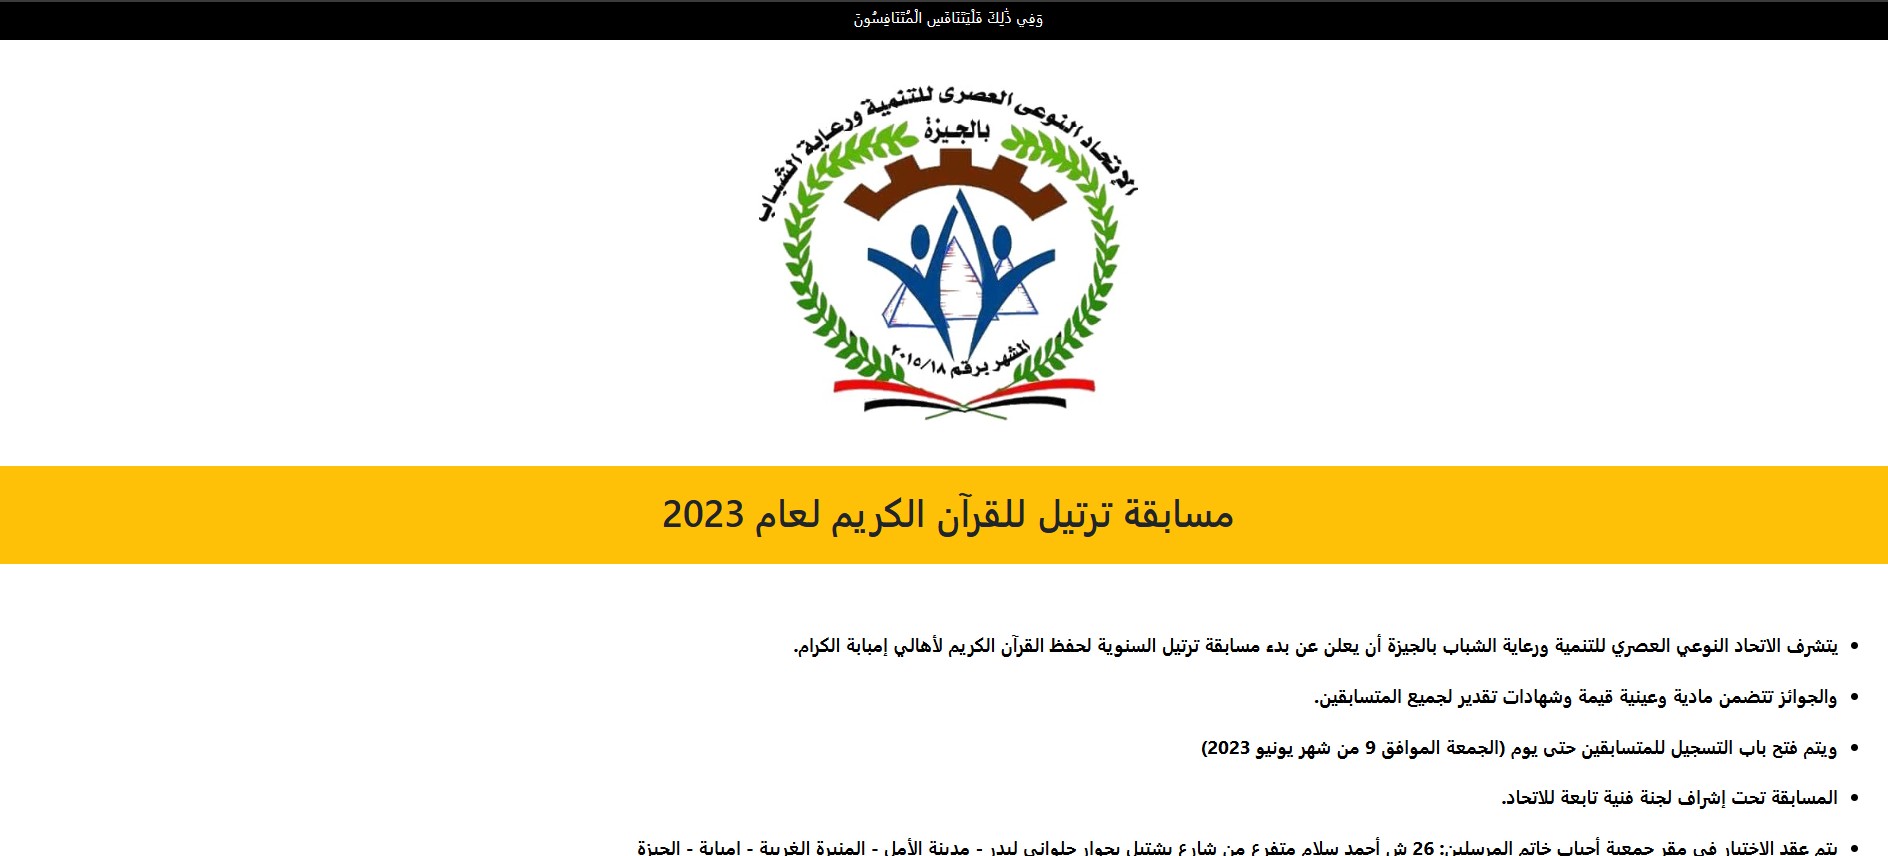 وَفِي ذَٰلِكَ فَلْيَتَنَافَسِ الْمُتَنَافِسُونَ
الإتحاد النوعى العصرى للتنمية ورعاية الشباب
بالجيزة
المشهر برقم ٢٠١٥/١٨
مسابقة ترتيل للقرآن الكريم لعام 2023
يتشرف الاتحاد النوعي العصري للتنمية ورعاية الشباب بالجيزة أن يعلن عن بدء مسابقة ترتيل السنوية لحفظ القرآن الكريم لأهالي إمبابة الكرام.
والجوائز تتضمن مادية وعينية قيمة وشهادات تقدير لجميع المتسابقين.
ويتم فتح باب التسجيل للمتسابقين حتى يوم (الجمعة الموافق 9 من شهر يونيو 2023)
المسابقة تحت إشراف لجنة فنية تابعة للاتحاد.
يتم عقد الاختبار في مقر جمعية أحباب خاتم المرسلين: 26 ش أحمد سلام متفرع من شارع بشتيل بجوار حلواني ليدر - مدينة الأمل - المنيرة الغربية - إمبابة - الجيزة